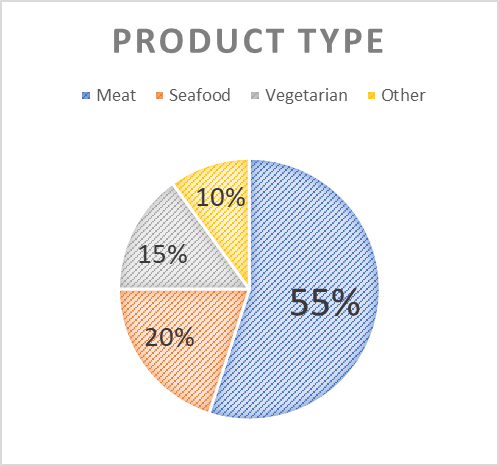 PRODUCT TYPE
Meat Seafood Vegetarian Other
10%
15%
55%
20%